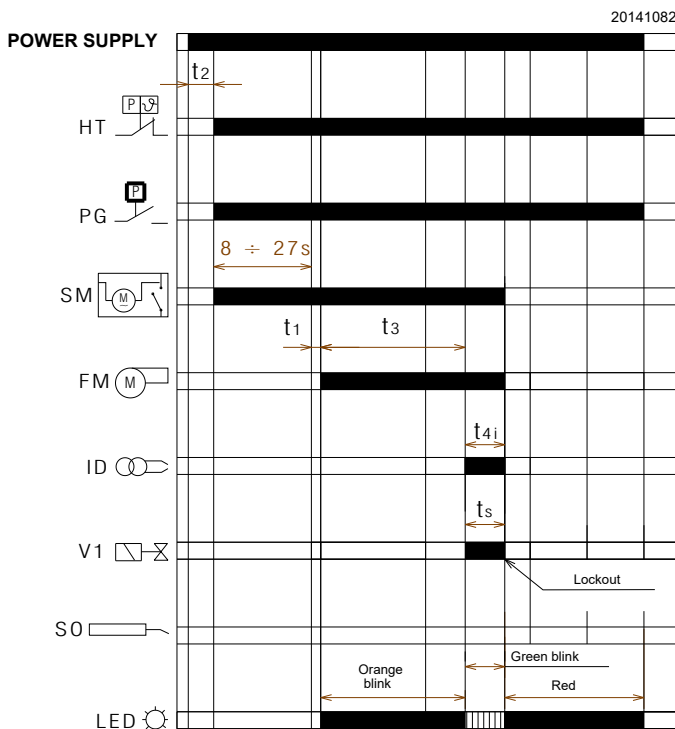 20141082
POWER SUPPLY
t2
P ϑ
HT
P
PG
8 ÷ 27s
SM M
t1 t3
FM M
t4i
ID
ts
V1
Lockout
SO
Green blink
Orange
blink
Red
LED